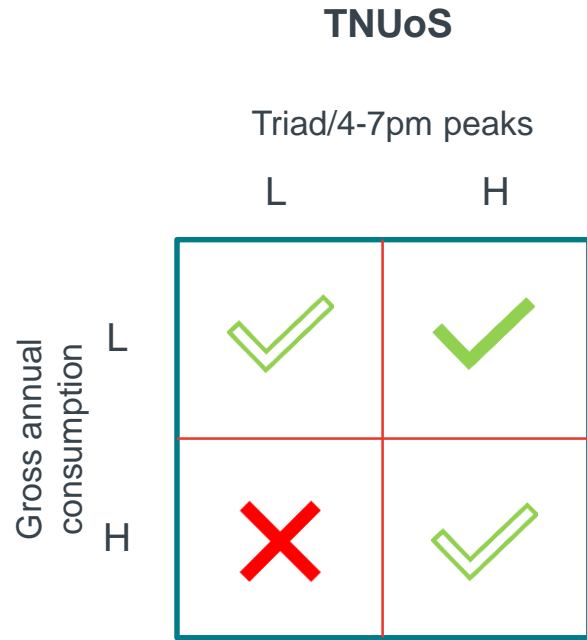 TNUoS
Triad/4-7pm peaks
L H
L
Gross annual
consumption
H